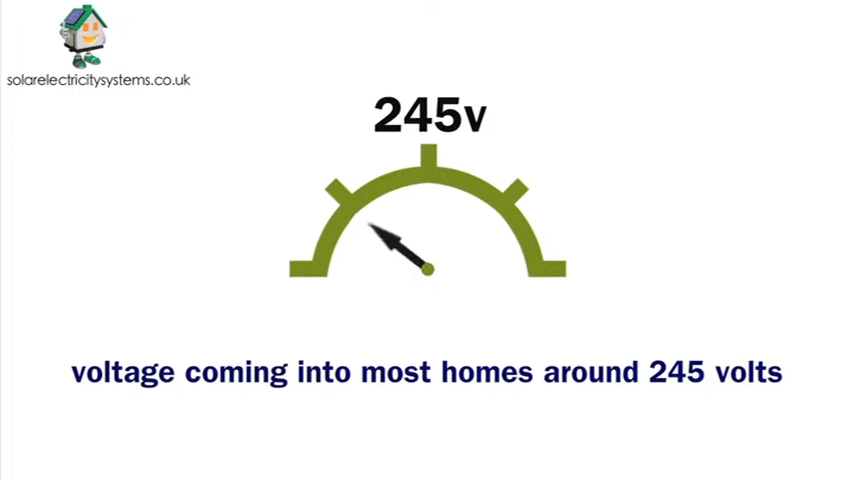 solarelectricitysystems.co.uk
245v
voltage coming into most homes around 245 volts